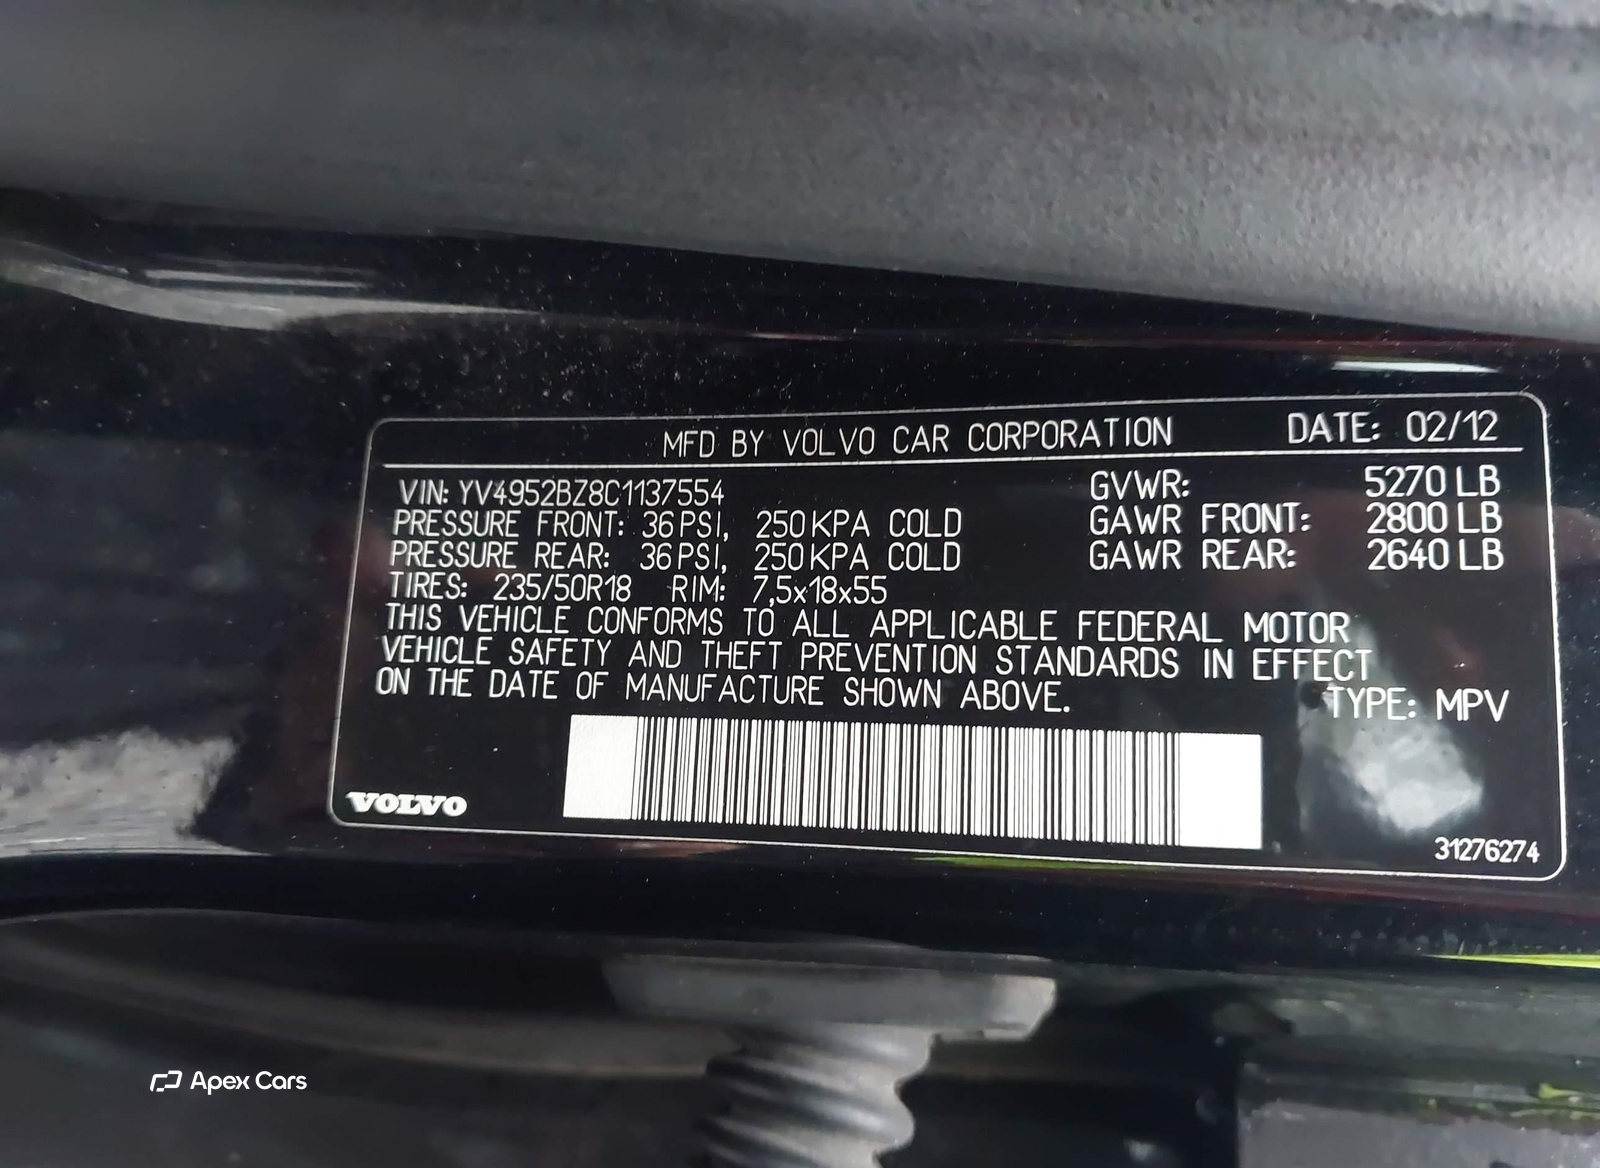 MFD BY VOLVO CAR CORPORATION DATE: 02/12
VIN: YV4952BZ8C1137554 GVWR: 5270 LB
PRESSURE FRONT: 36 PSI, 250 KPA COLD GAWR FRONT: 2800 LB
PRESSURE REAR: 36 PSI, 250 KPA COLD GAWR REAR: 2640 LB
TIRES: 235/50R18 RIM: 7,5x18x55
THIS VEHICLE CONFORMS TO ALL APPLICABLE FEDERAL MOTOR
VEHICLE SAFETY AND THEFT PREVENTION STANDARDS IN EFFECT
ON THE DATE OF MANUFACTURE SHOWN ABOVE.
TYPE: MPV
VOLVO
31276274
Apex Cars